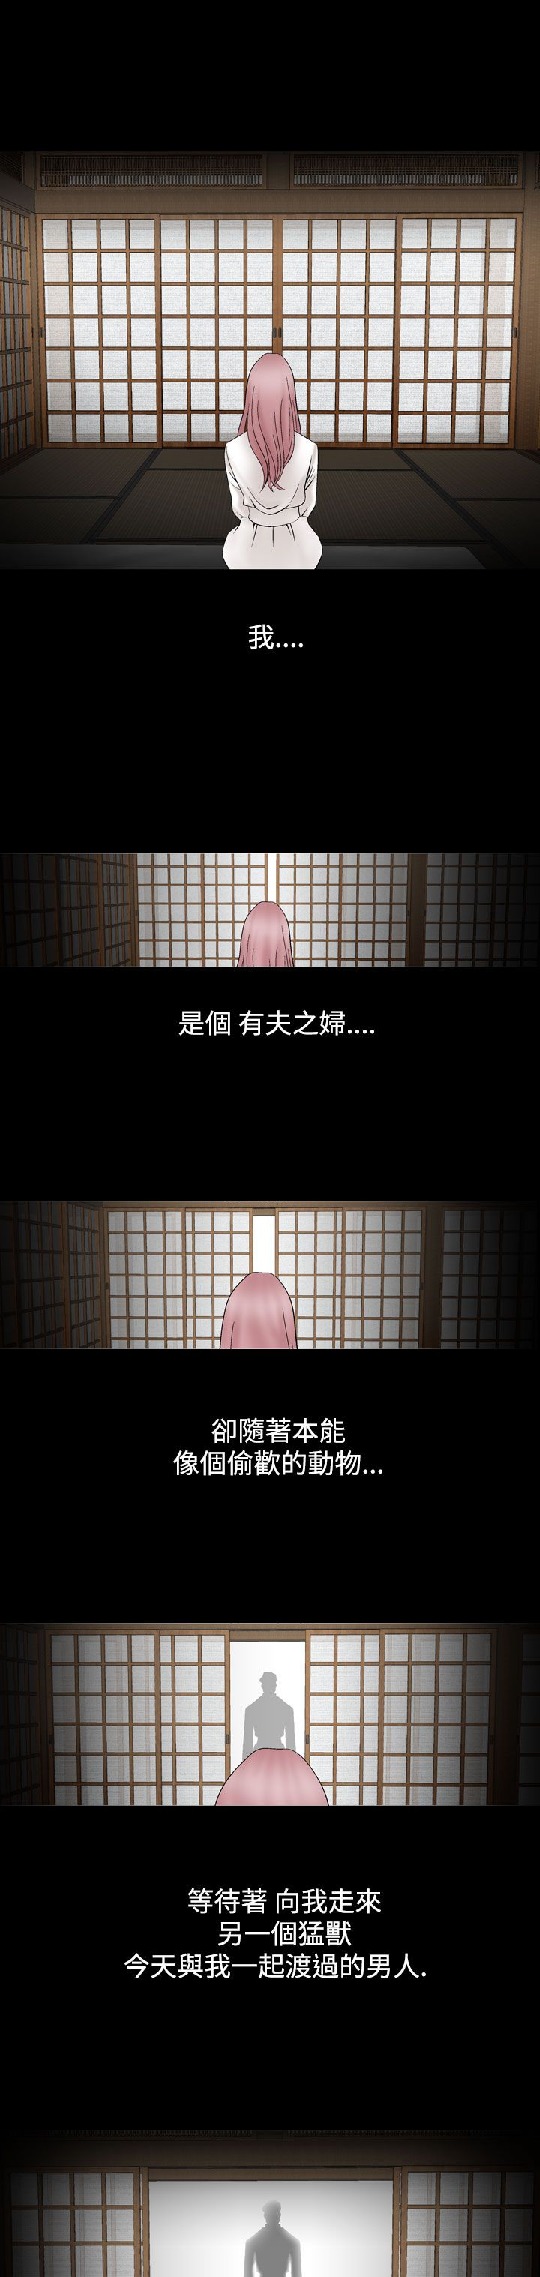 我....
是個 有夫之婦....
卻隨著本能
像個偷歡的動物...
等待著 向我走來
另一個猛獸
今天與我一起渡過的男人.